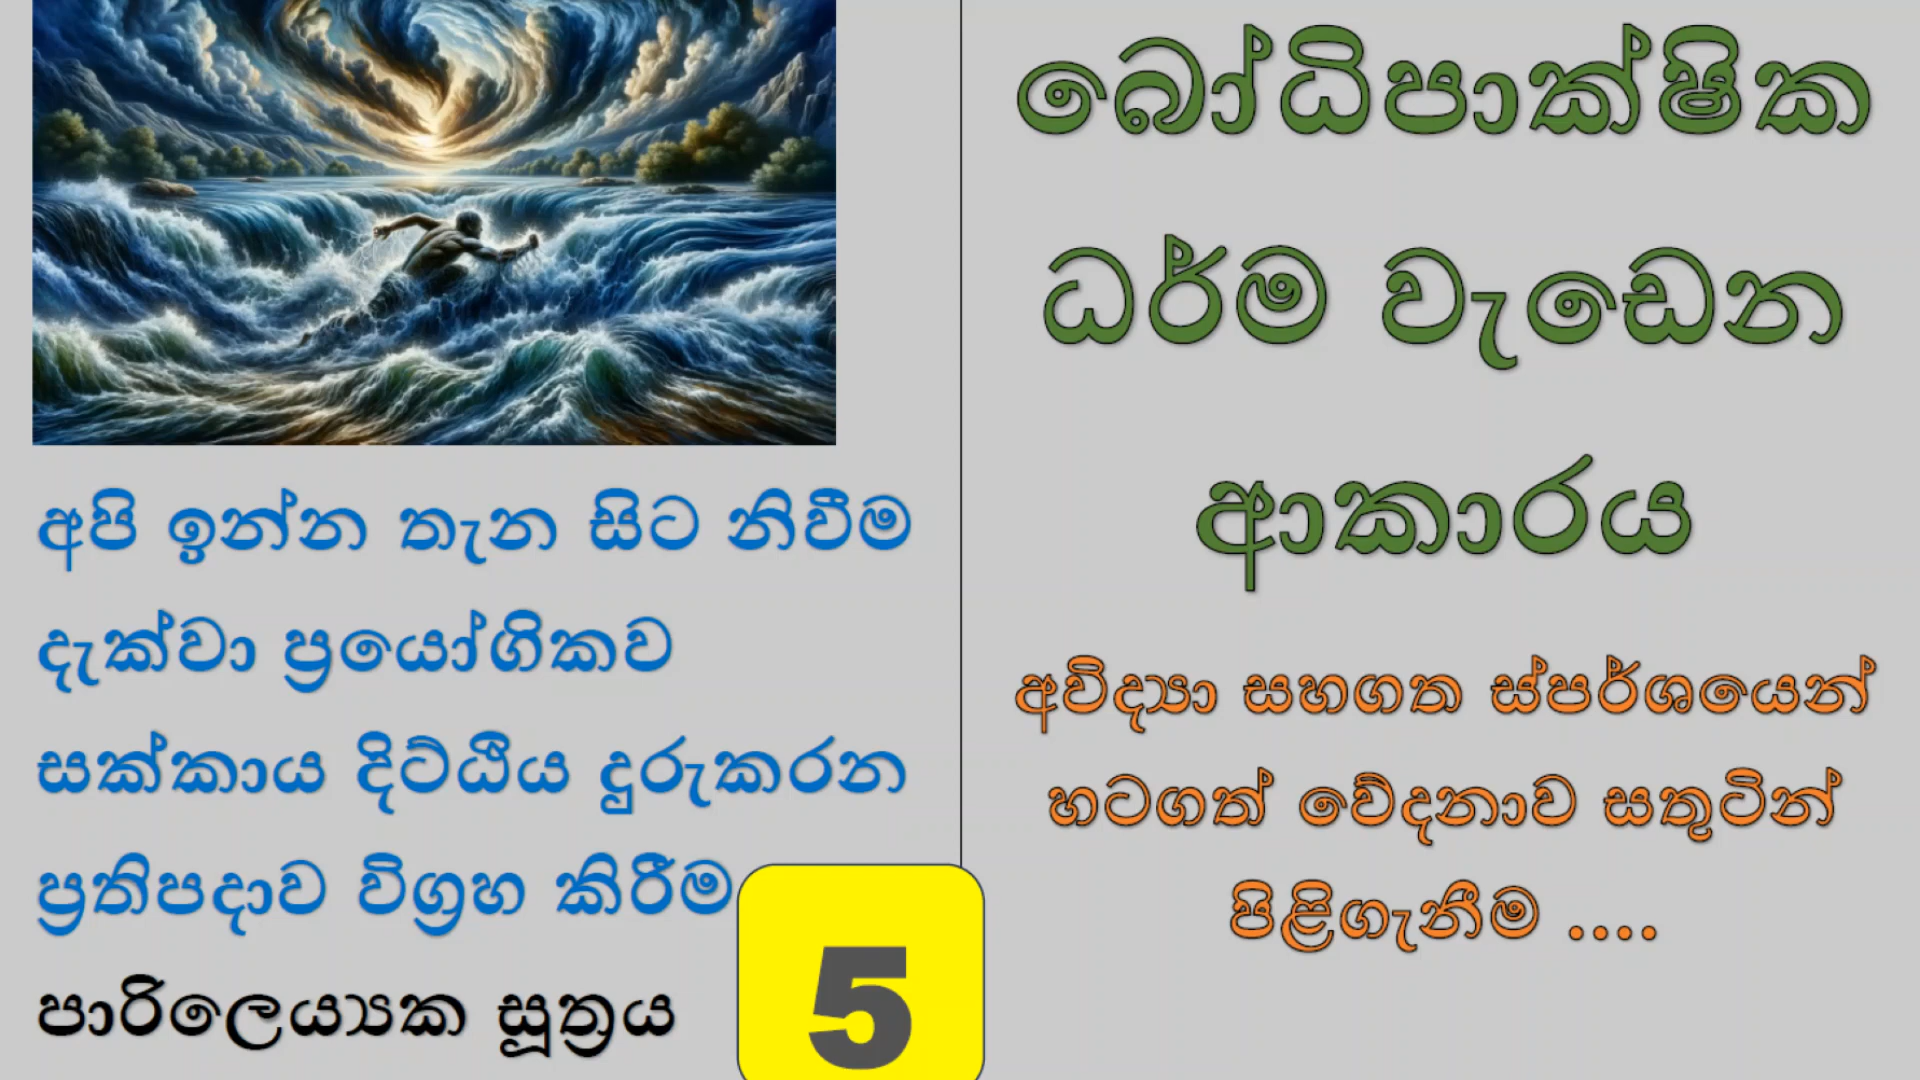 අපි ඉන්න තැන සිට නිවීම
දැක්වා ප්‍රයෝගිකව
සක්කාය දිට්ඨිය දුරුකරන
ප්‍රතිපදාව විග්‍රහ කිරීම
පාරිලෙය්‍යක සූත්‍රය
5
බෝධිපාක්ෂික
ධර්ම වැඩෙන
ආකාරය
අවිද්‍යා සහගත ස්පර්ශයෙන්
හටගත් වේදනාව සතුටින්
පිළිගැනීම ....